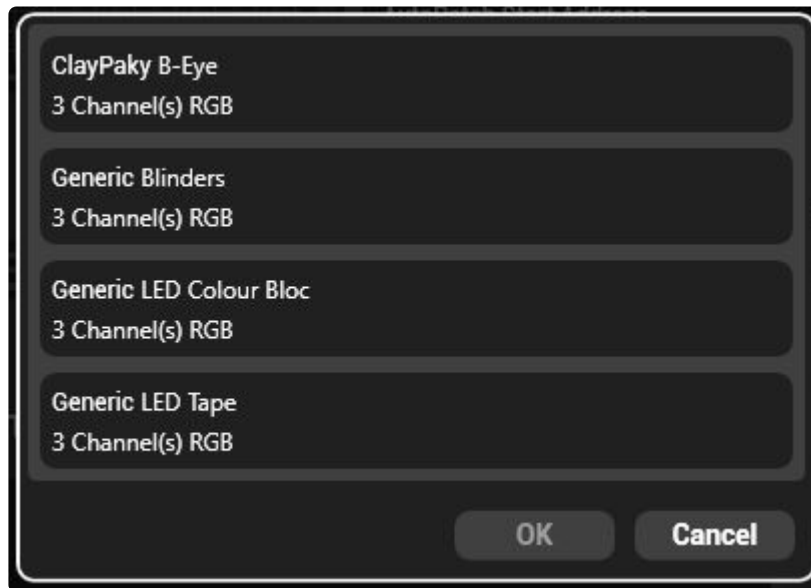 ClayPaky B-Eye
3 Channel(s) RGB
Generic Blinders
3 Channel(s) RGB
Generic LED Colour Bloc
3 Channel(s) RGB
Generic LED Tape
3 Channel(s) RGB
OK
Cancel